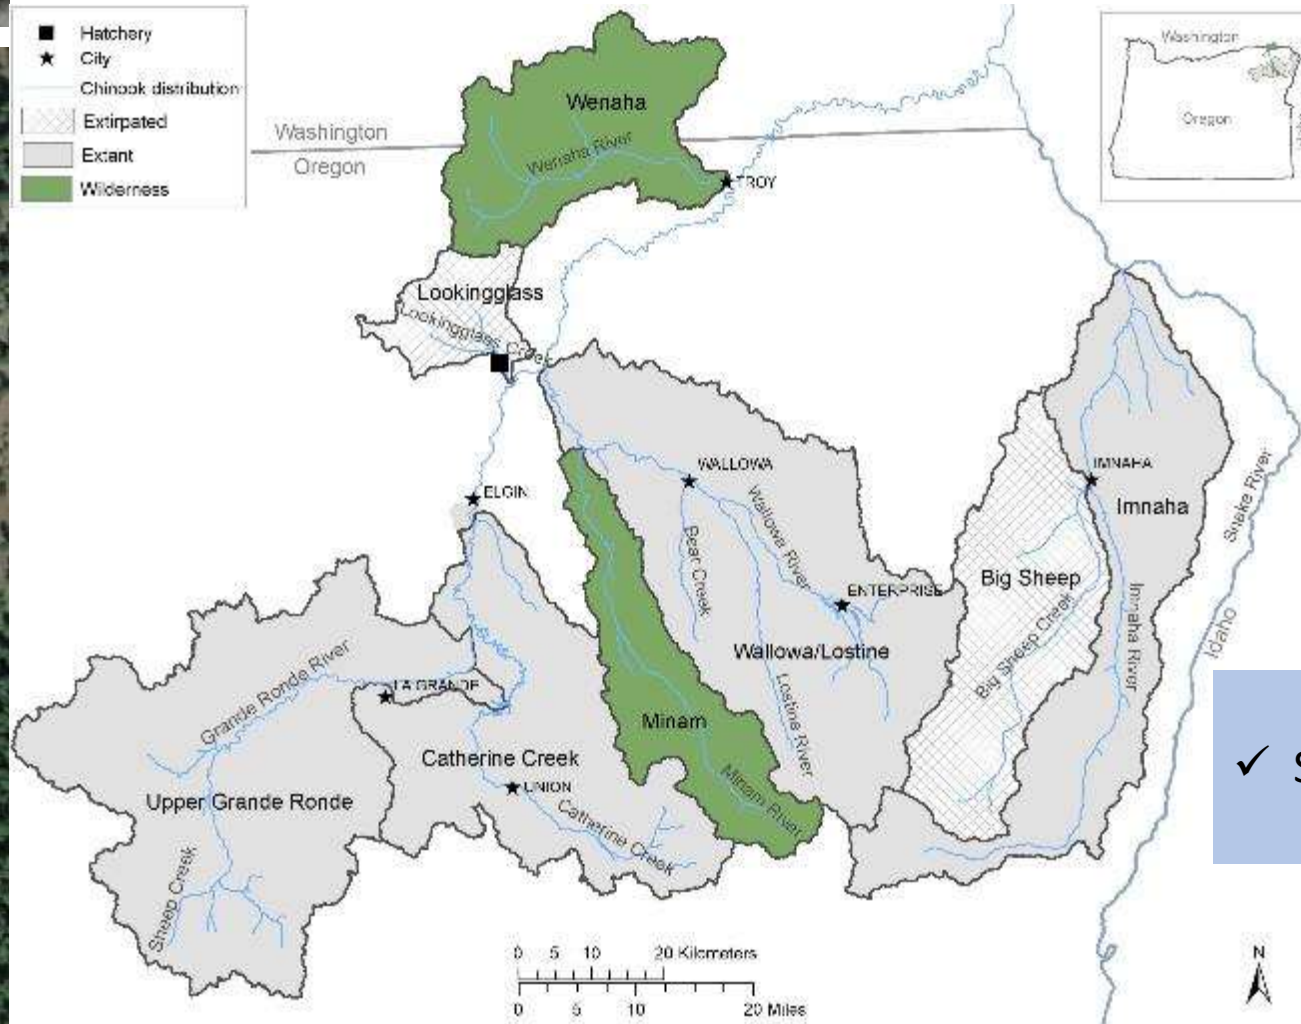 Hatchery
City
Chinook distribution
Extirpated
Extant
Wilderness
Washington
Oregon
Washington
Oregon
Wenaha
Wenaha River
TROY
Lookingglass
Lookingglass Creek
ELGIN
WALLOWA
Wallowa River
Bear Creek
ENTERPRISE
Wallowa/Lostine
Lostine River
IMNAHA
Imnaha
Imnaha River
Big Sheep
Big Sheep Creek
Snake River
Idaho
Grande Ronde River
LA GRANDE
Minam
Minam River
Catherine Creek
UNION
Catherine Creek
Upper Grande Ronde
Sheep Creek
✓ S
0 5 10 20 Kilometers
0 5 10 20 Miles
N